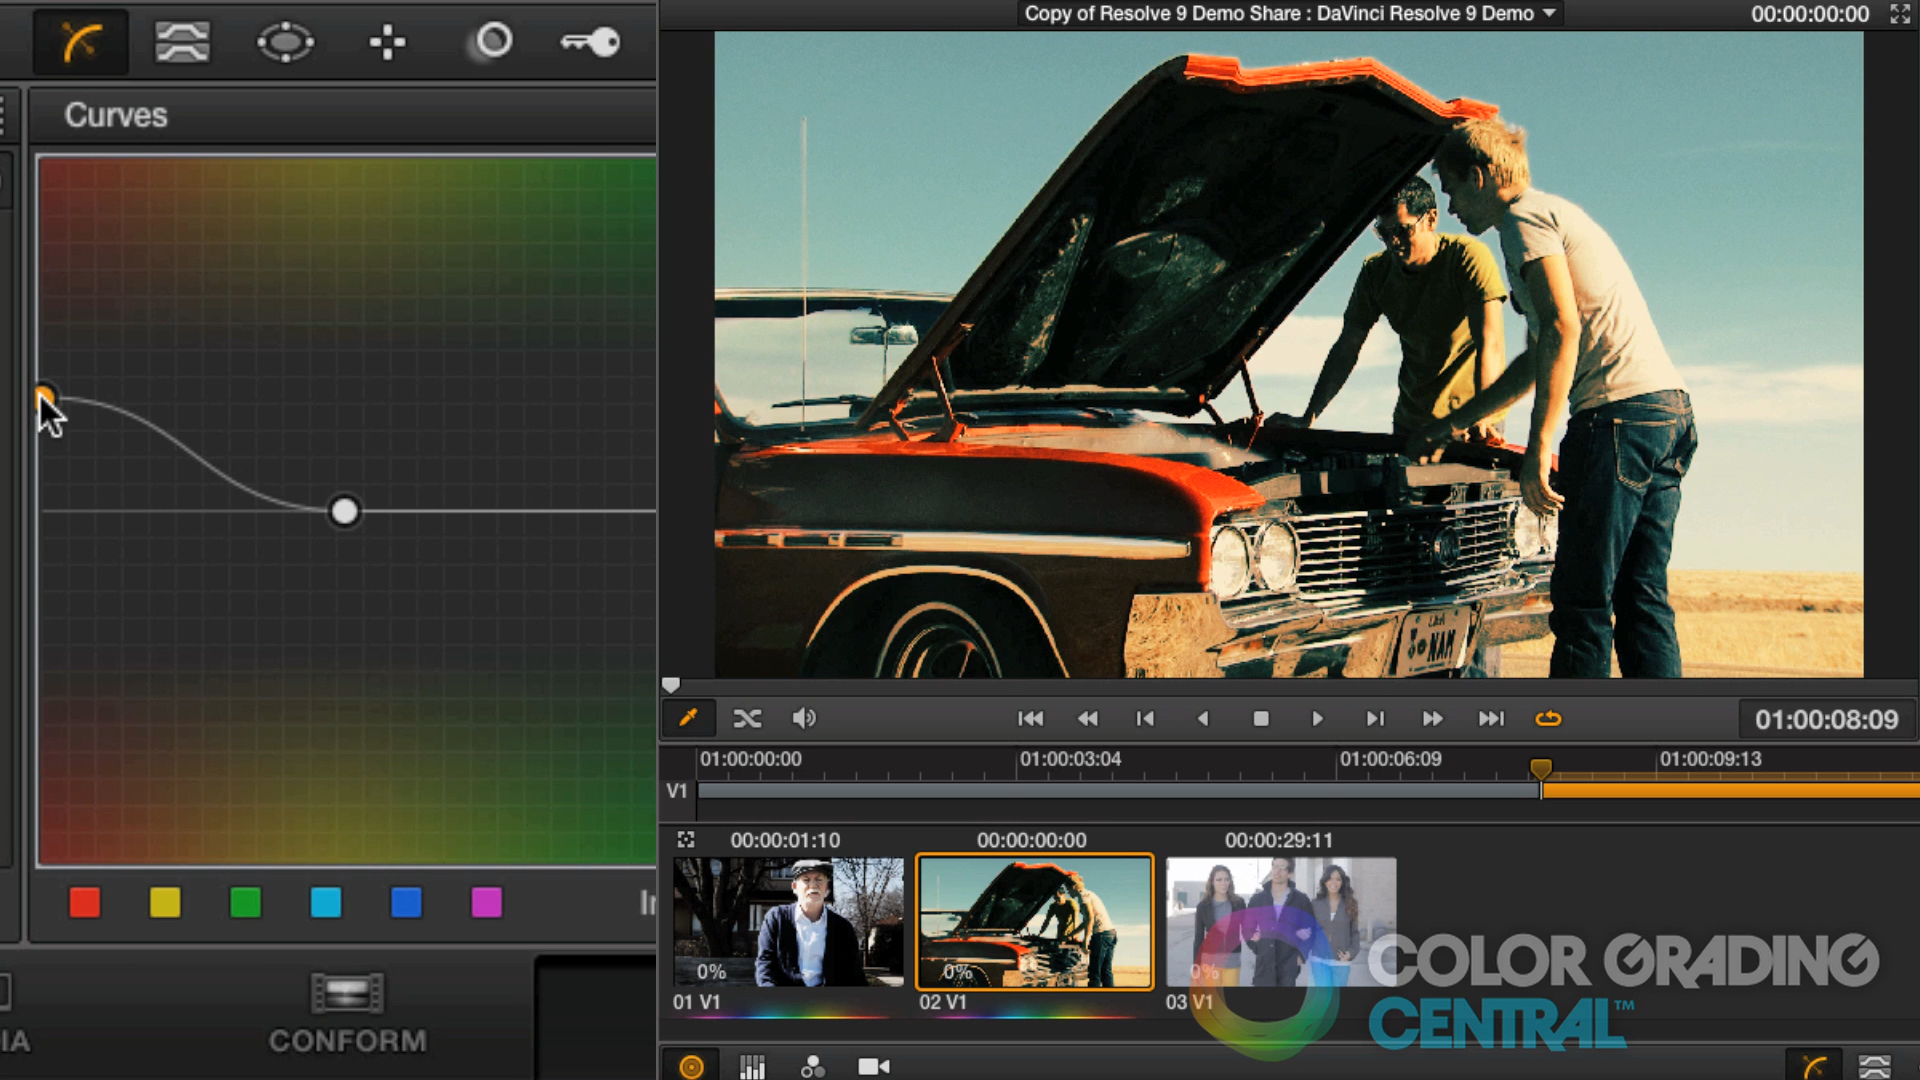 Copy of Resolve 9 Demo Share : DaVinci Resolve 9 Demo
00:00:00:00
Curves
01:00:08:09
01:00:00:00 01:00:03:04 01:00:06:09 01:00:09:13
V1
00:00:01:10 00:00:00:00 00:00:29:11
0% 0% 0%
01 V1 02 V1 03 V1
CONFORM
COLOR GRADING
CENTRAL™